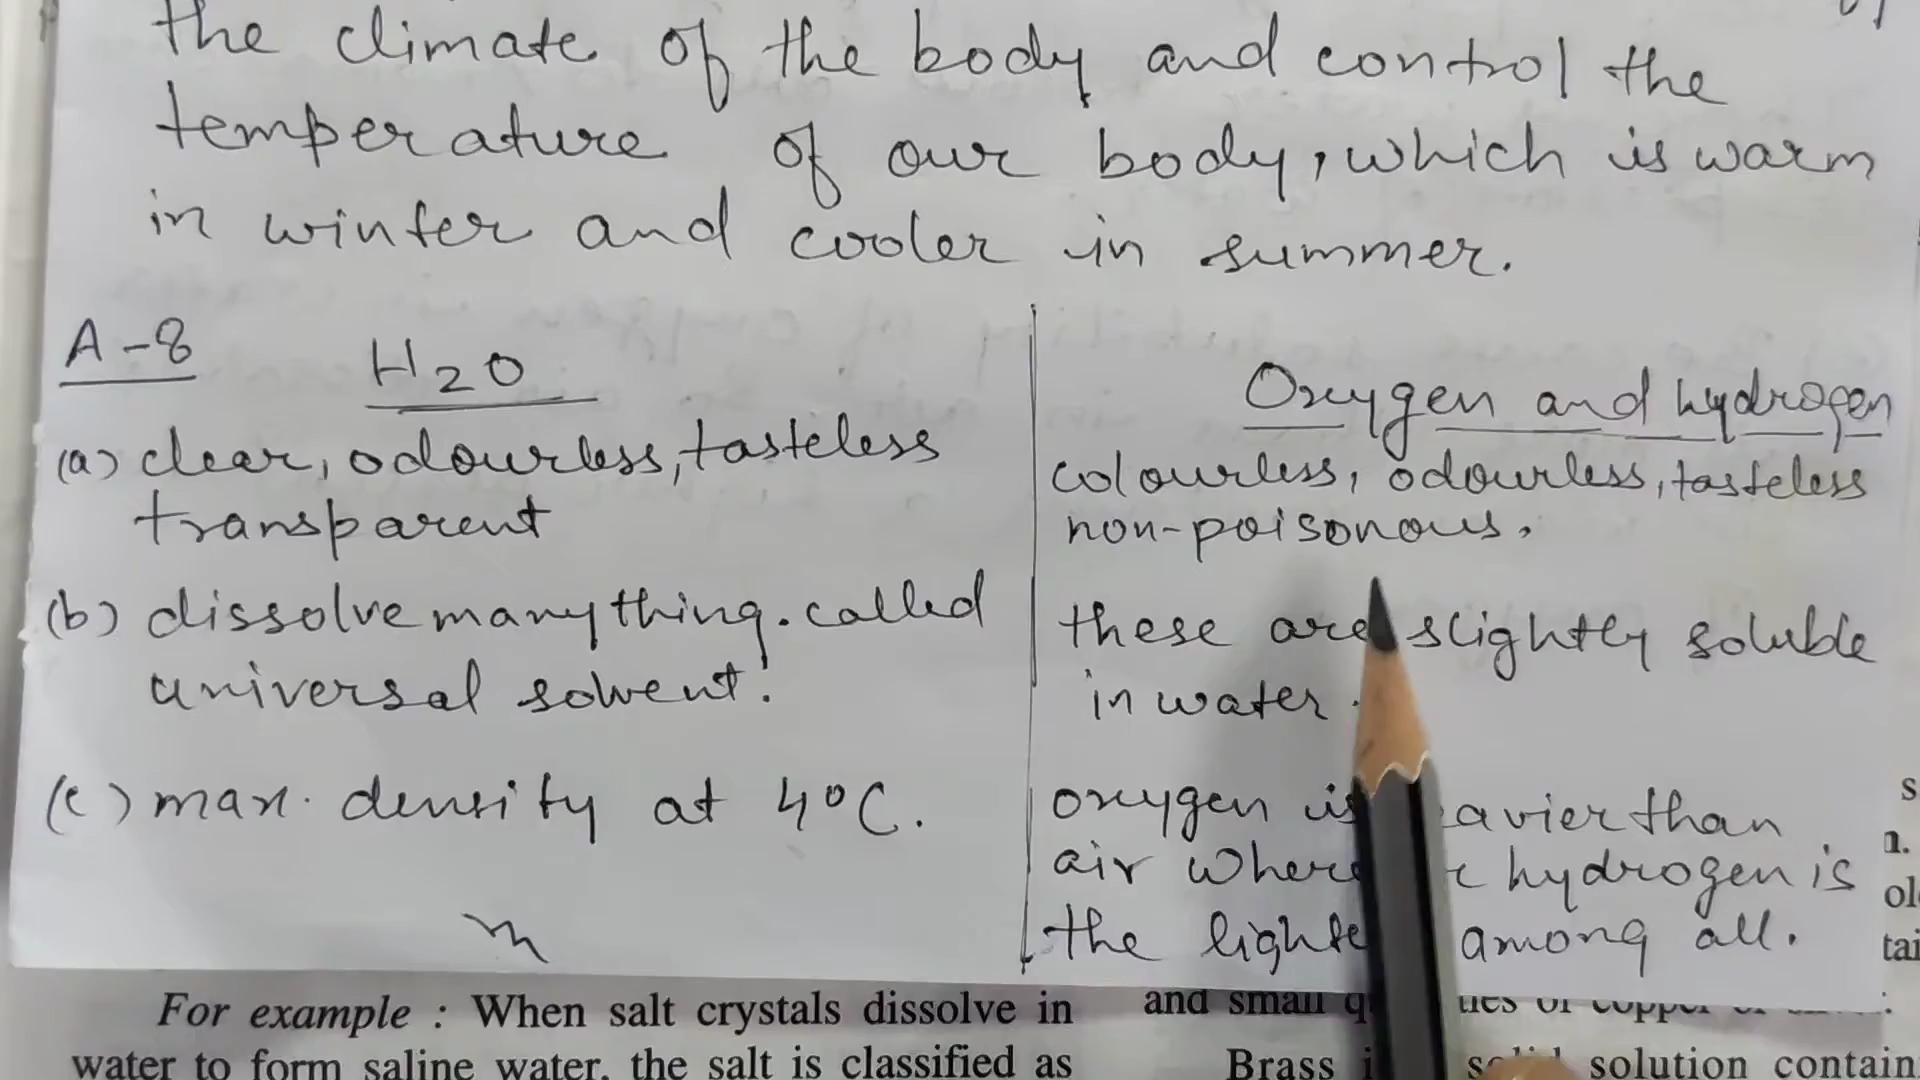 the climate of the body and control the
temperature of our body, which is warm
in winter and cooler in summer.
A-8
H2O
(a) clear, odourless, tasteless
transparent
(b) dissolve many thing. called
universal solvent.
(c) max. density at 4°C.
Oxygen and hydrogen
colourless, odourless, tasteless
non-poisonous.
these are slightly soluble
in water.
oxygen is avier than
air where hydrogen is
the lighte among all.
For example : When salt crystals dissolve in
water to form saline water, the salt is classified as
and small
Brass solution contain